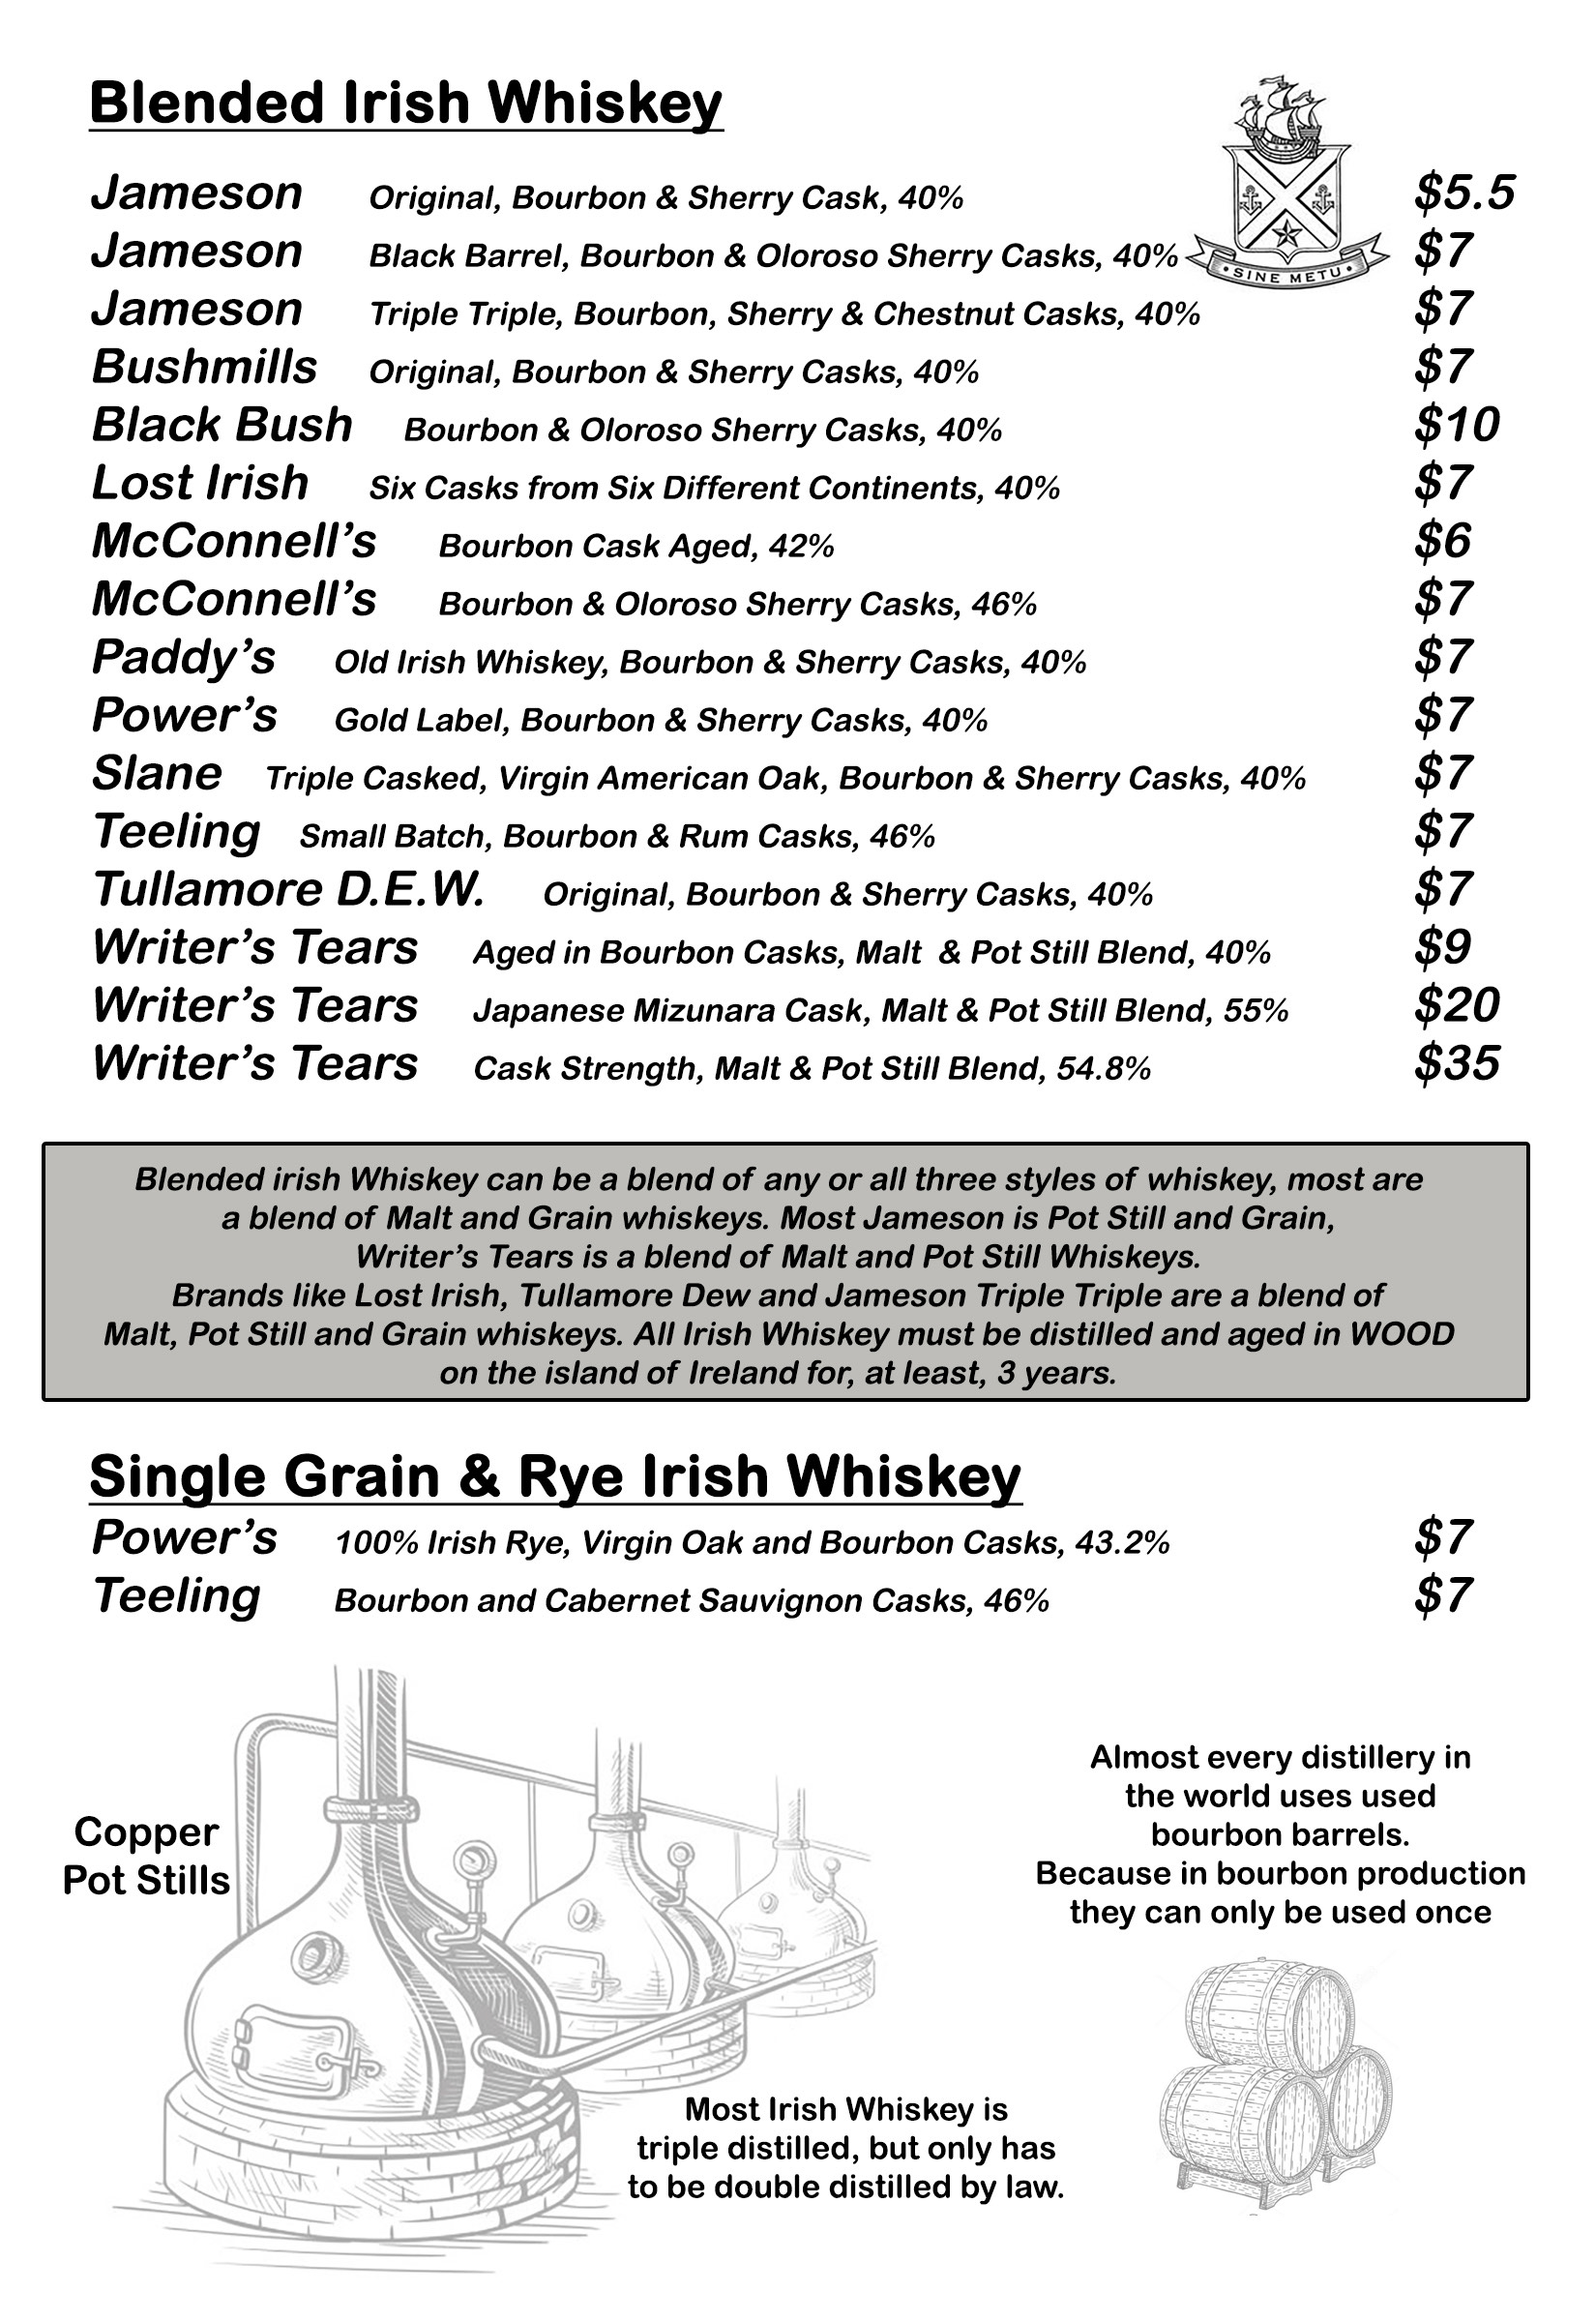 Blended Irish Whiskey
Jameson Original, Bourbon & Sherry Cask, 40% $5.5
Jameson Black Barrel, Bourbon & Oloroso Sherry Casks, 40% $7
• SINE METU •
Jameson Triple Triple, Bourbon, Sherry & Chestnut Casks, 40% $7
Bushmills Original, Bourbon & Sherry Casks, 40% $7
Black Bush Bourbon & Oloroso Sherry Casks, 40% $10
Lost Irish Six Casks from Six Different Continents, 40% $7
McConnell’s Bourbon Cask Aged, 42% $6
McConnell’s Bourbon & Oloroso Sherry Casks, 46% $7
Paddy’s Old Irish Whiskey, Bourbon & Sherry Casks, 40% $7
Power’s Gold Label, Bourbon & Sherry Casks, 40% $7
Slane Triple Casked, Virgin American Oak, Bourbon & Sherry Casks, 40% $7
Teeling Small Batch, Bourbon & Rum Casks, 46% $7
Tullamore D.E.W. Original, Bourbon & Sherry Casks, 40% $7
Writer’s Tears Aged in Bourbon Casks, Malt & Pot Still Blend, 40% $9
Writer’s Tears Japanese Mizunara Cask, Malt & Pot Still Blend, 55% $20
Writer’s Tears Cask Strength, Malt & Pot Still Blend, 54.8% $35
Blended irish Whiskey can be a blend of any or all three styles of whiskey, most are
a blend of Malt and Grain whiskeys. Most Jameson is Pot Still and Grain,
Writer’s Tears is a blend of Malt and Pot Still Whiskeys.
Brands like Lost Irish, Tullamore Dew and Jameson Triple Triple are a blend of
Malt, Pot Still and Grain whiskeys. All Irish Whiskey must be distilled and aged in WOOD
on the island of Ireland for, at least, 3 years.
Single Grain & Rye Irish Whiskey
Power’s 100% Irish Rye, Virgin Oak and Bourbon Casks, 43.2% $7
Teeling Bourbon and Cabernet Sauvignon Casks, 46% $7
Copper
Pot Stills
Almost every distillery in
the world uses used
bourbon barrels.
Because in bourbon production
they can only be used once
Most Irish Whiskey is
triple distilled, but only has
to be double distilled by law.